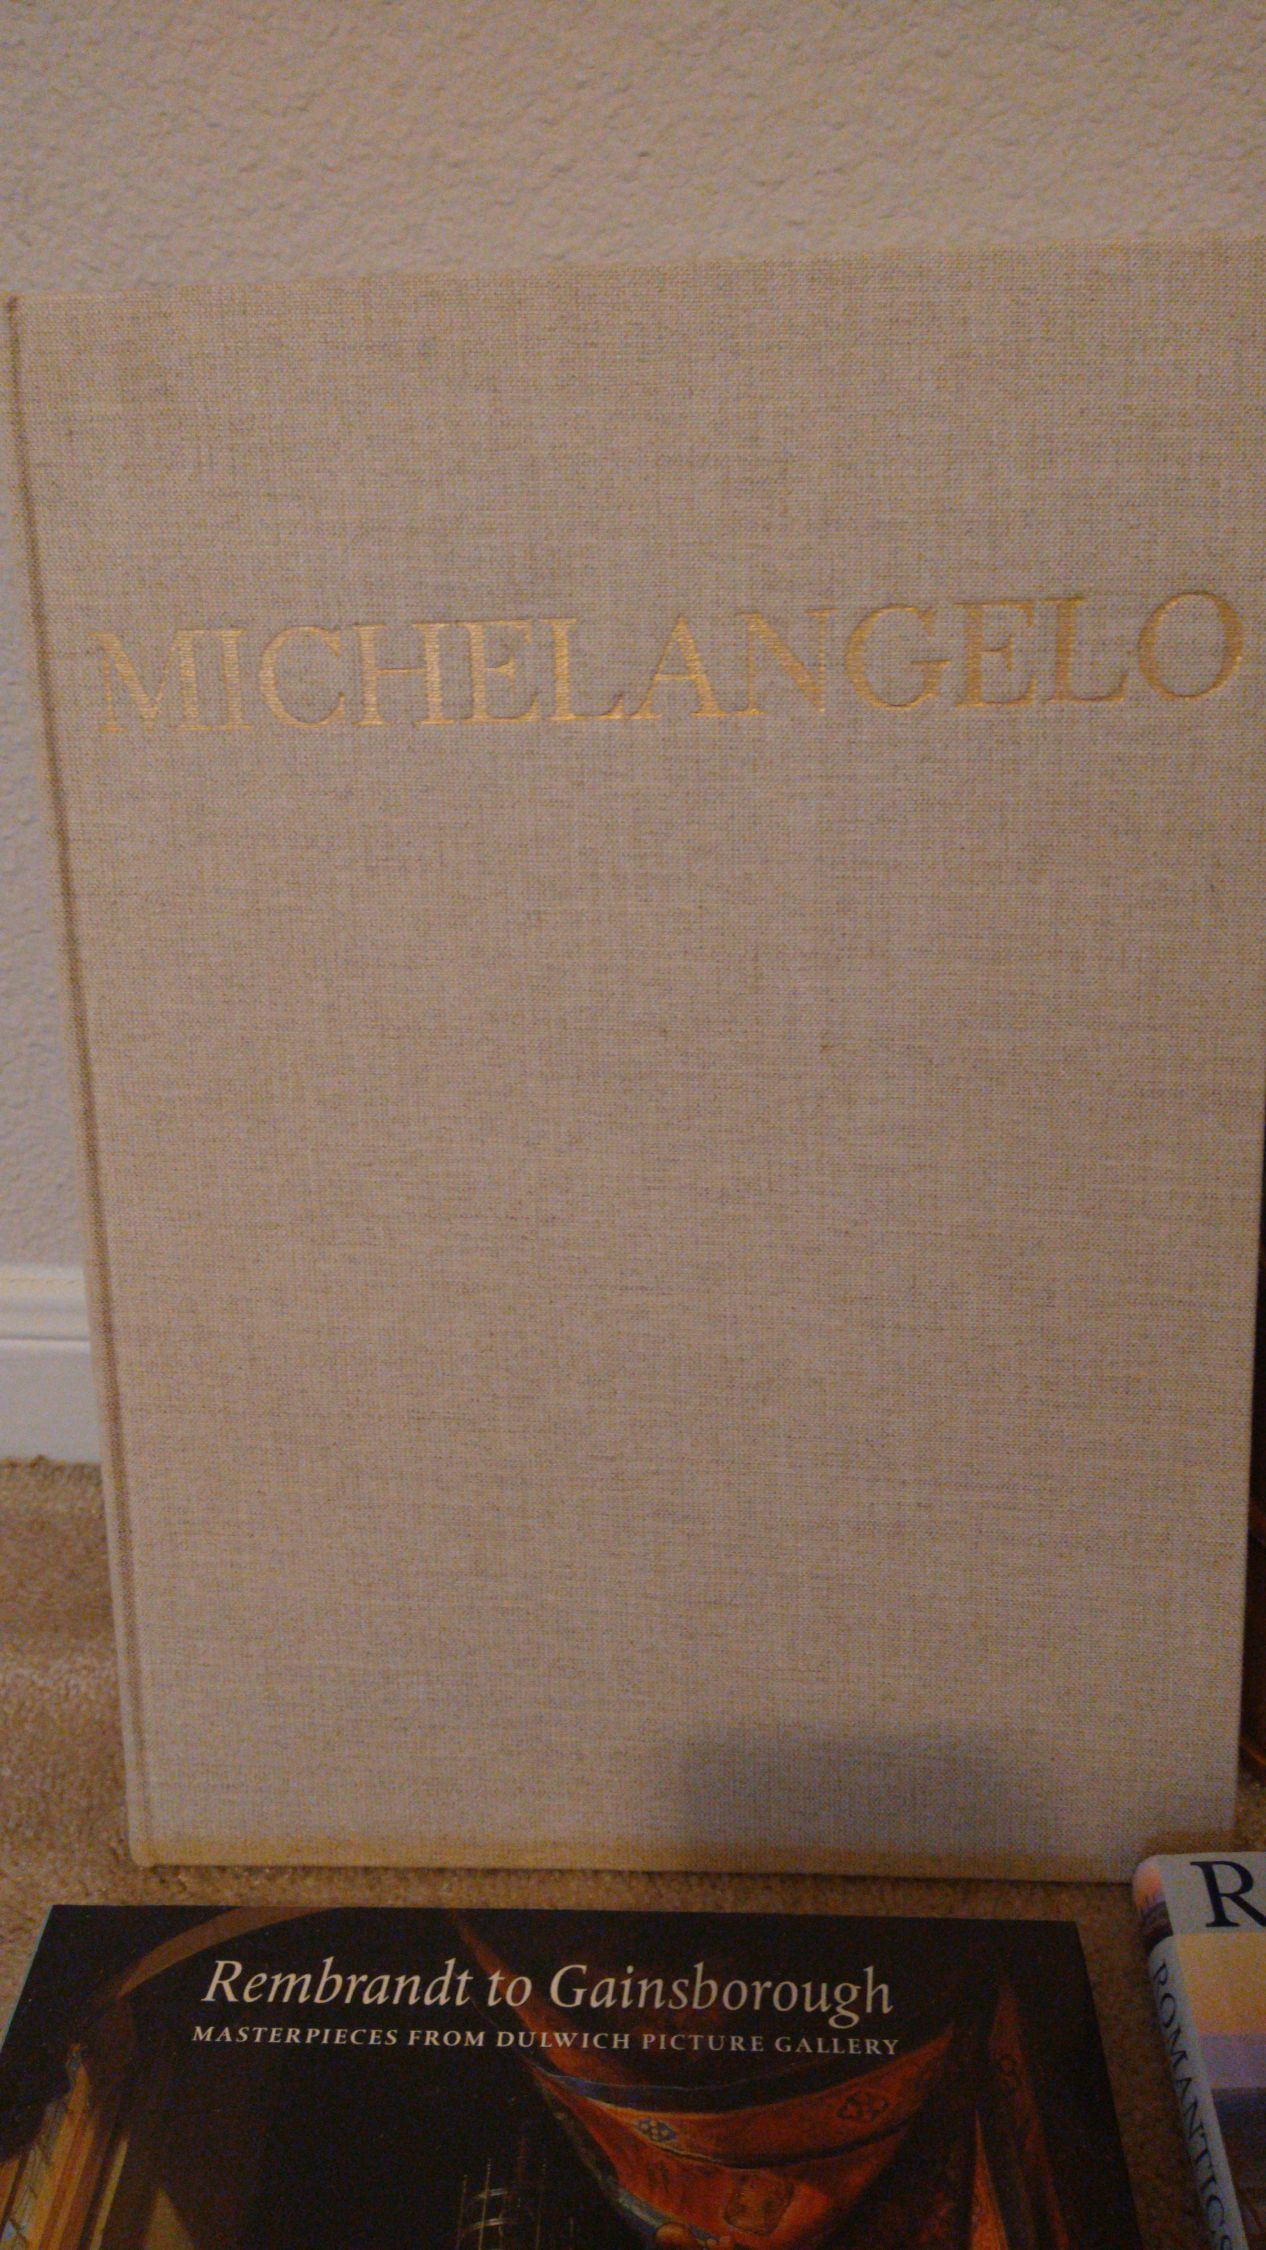 MICHELANGELO
Rembrandt to Gainsborough
MASTERPIECES FROM DULWICH PICTURE GALLERY
R
ROMANTICS